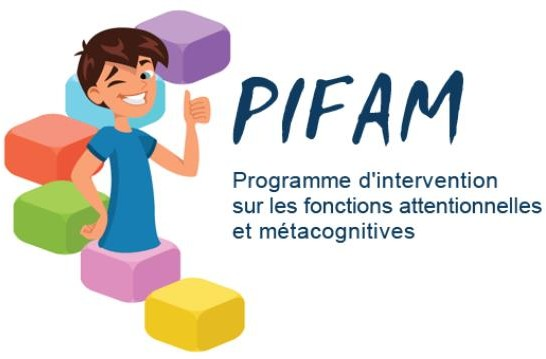 PIFAM
Programme d'intervention
sur les fonctions attentionnelles
et métacognitives